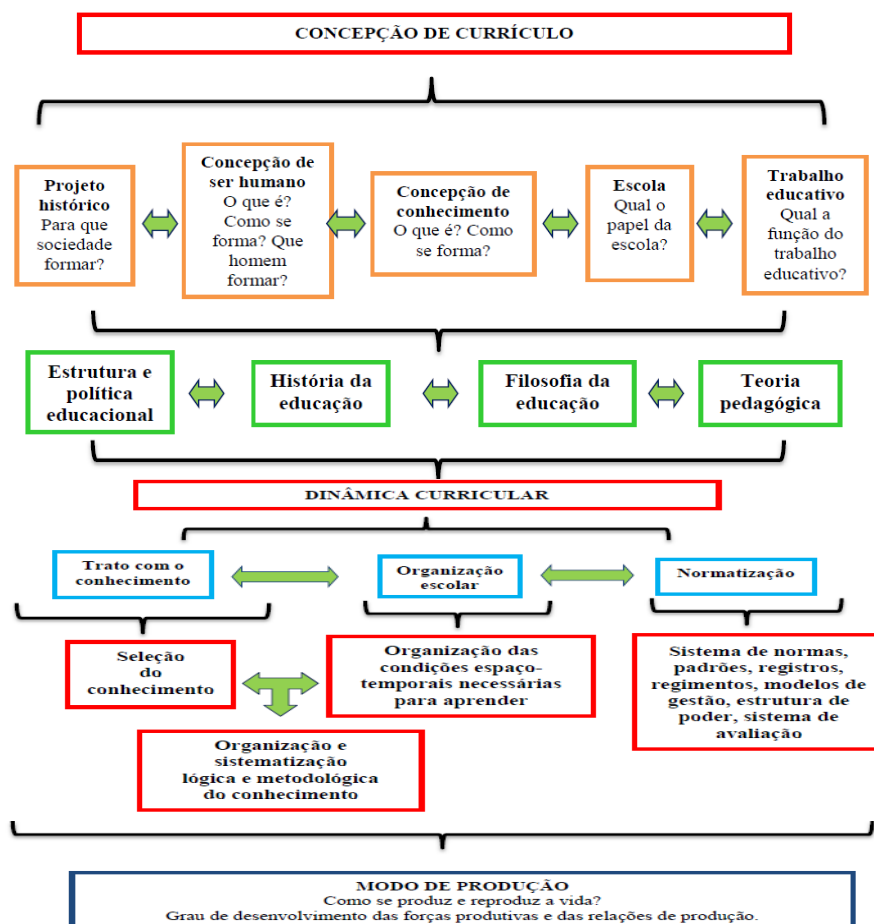 CONCEPÇÃO DE CURRÍCULO
Projeto
histórico
Para que
sociedade
formar?
Concepção de
ser humano
O que é?
Como se
forma? Que
homem
formar?
Concepção de
conhecimento
O que é? Como
se forma?
Escola
Qual o
papel da
escola?
Trabalho
educativo
Qual a
função do
trabalho
educativo?
Estrutura e
política
educacional
História da
educação
Filosofia da
educação
Teoria
pedagógica
DINÂMICA CURRICULAR
Trato com o
conhecimento
Organização
escolar
Normatização
Seleção
do
conhecimento
Organização das
condições espaço-
temporais necessárias
para aprender
Sistema de normas,
padrões, registros,
regimentos, modelos de
gestão, estrutura de
poder, sistema de
avaliação
Organização e
sistematização
lógica e metodológica
do conhecimento
MODO DE PRODUÇÃO
Como se produz e reproduz a vida?
Grau de desenvolvimento das forças produtivas e das relações de produção.